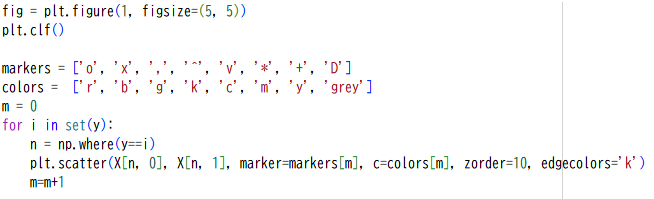 fig = plt.figure(1, figsize=(5, 5))
plt.clf()
markers = ['o', 'x', ',', '^', 'v', '*', '+', 'D']
colors =  ['r', 'b', 'g', 'k', 'c', 'm', 'y', 'grey']
m = 0
for i in set(y):
    n = np.where(y==i)
    plt.scatter(X[n, 0], X[n, 1], marker=markers[m], c=colors[m], zorder=10, edgecolors='k')
    m=m+1